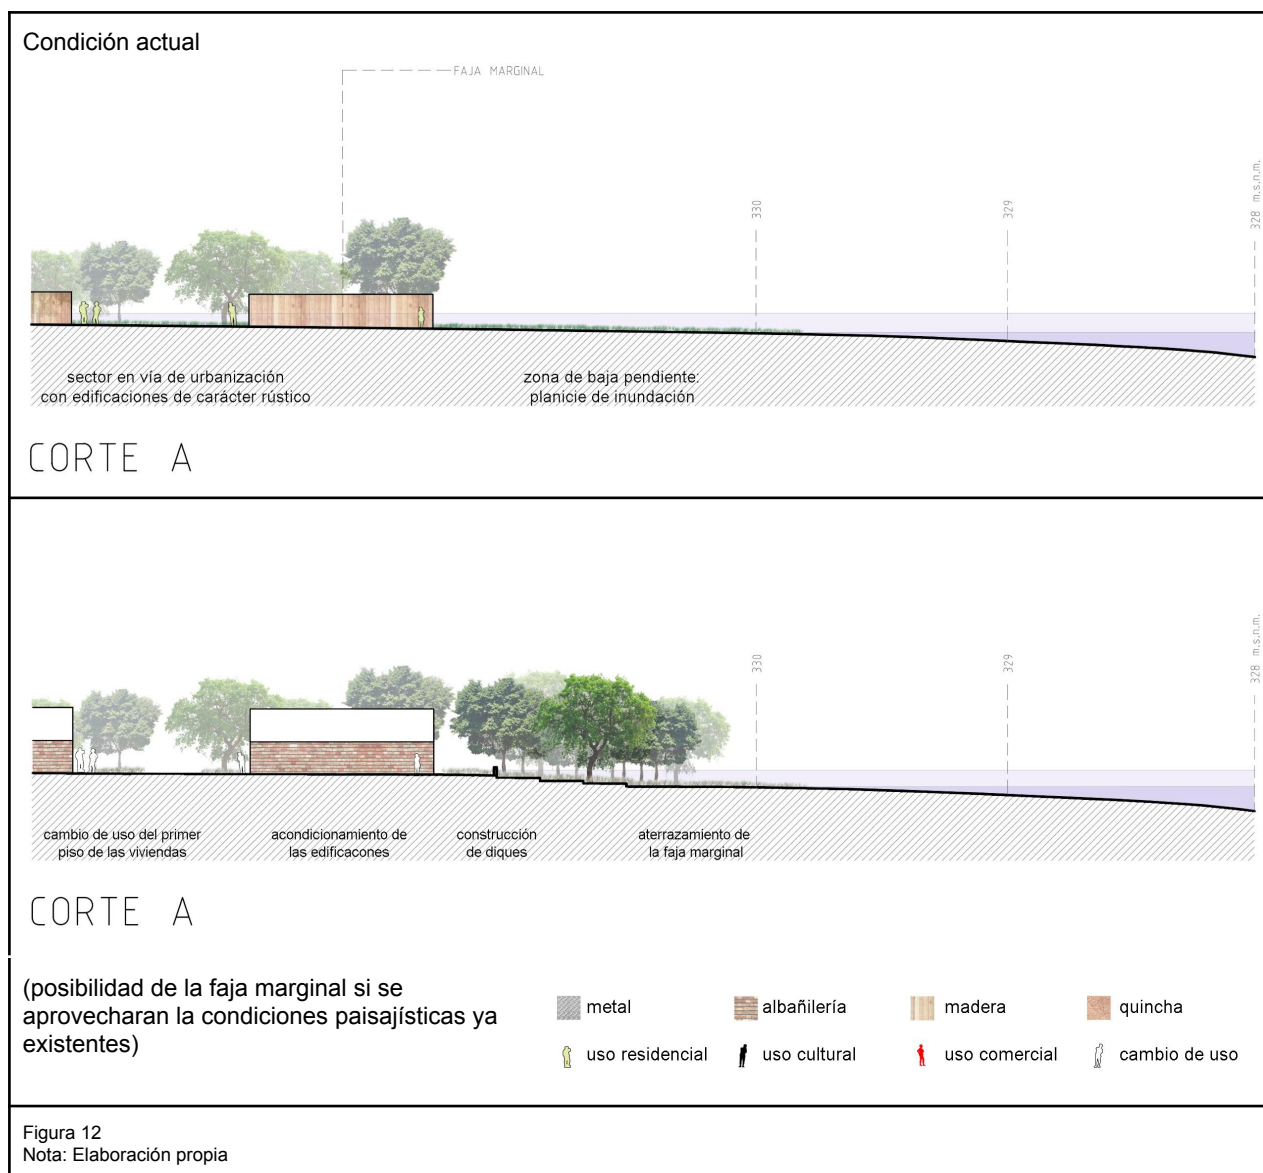 Condición actual
FAJA MARGINAL
330
329
328 m.s.n.m.
sector en vía de urbanización
con edificaciones de carácter rústico
zona de baja pendiente:
planicie de inundación
CORTE A
330
329
328 m.s.n.m.
cambio de uso del primer
piso de las viviendas
acondicionamiento de
las edificacones
construcción
de diques
aterrazamiento de
la faja marginal
CORTE A
(posibilidad de la faja marginal si se
aprovecharan la condiciones paisajísticas ya
existentes)
metal
albañilería
madera
quincha
uso residencial
uso cultural
uso comercial
cambio de uso
Figura 12
Nota: Elaboración propia